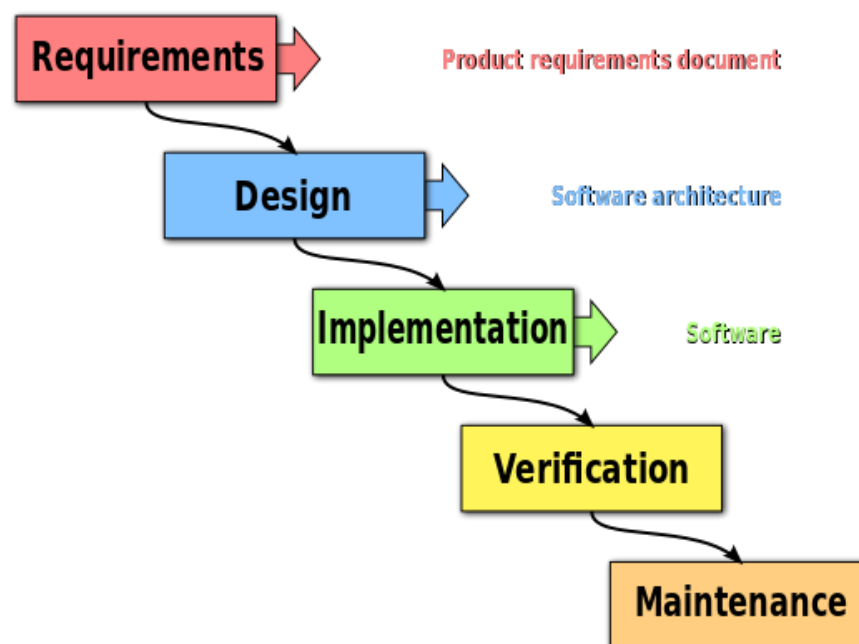 Requirements
Product requirements document
Design
Software architecture
Implementation
Software
Verification
Maintenance